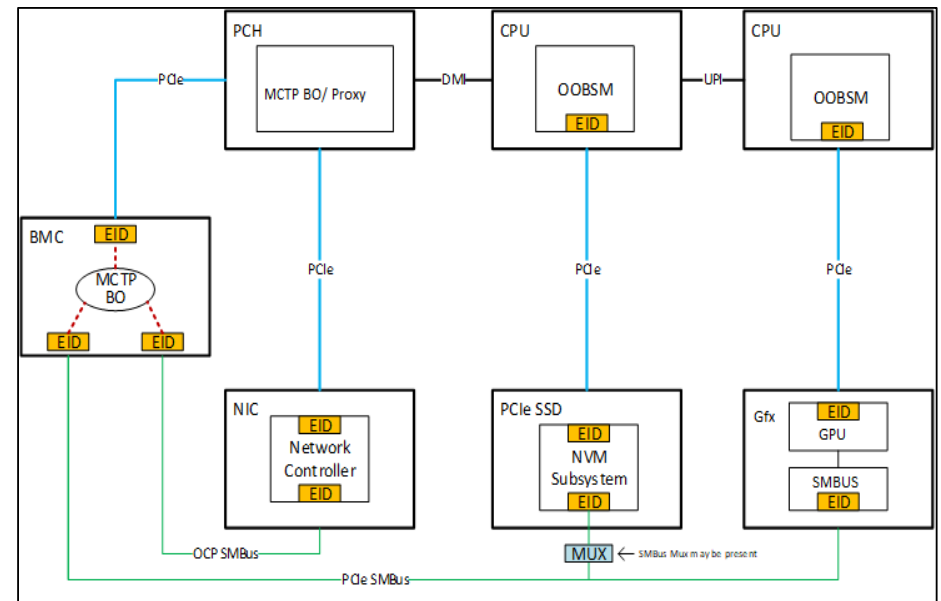 PCH
MCTP BO/ Proxy
CPU
OOBSM
EID
CPU
OOBSM
EID
PCIe
DMI
UPI
BMC
EID
MCTP
BO
EID
EID
PCIe
PCIe
PCIe
NIC
EID
Network
Controller
EID
PCIe SSD
EID
NVM
Subsystem
EID
Gfx
EID
GPU
SMBUS
EID
OCP SMBus
MUX
SMBus Mux may be present
PCIe SMBus